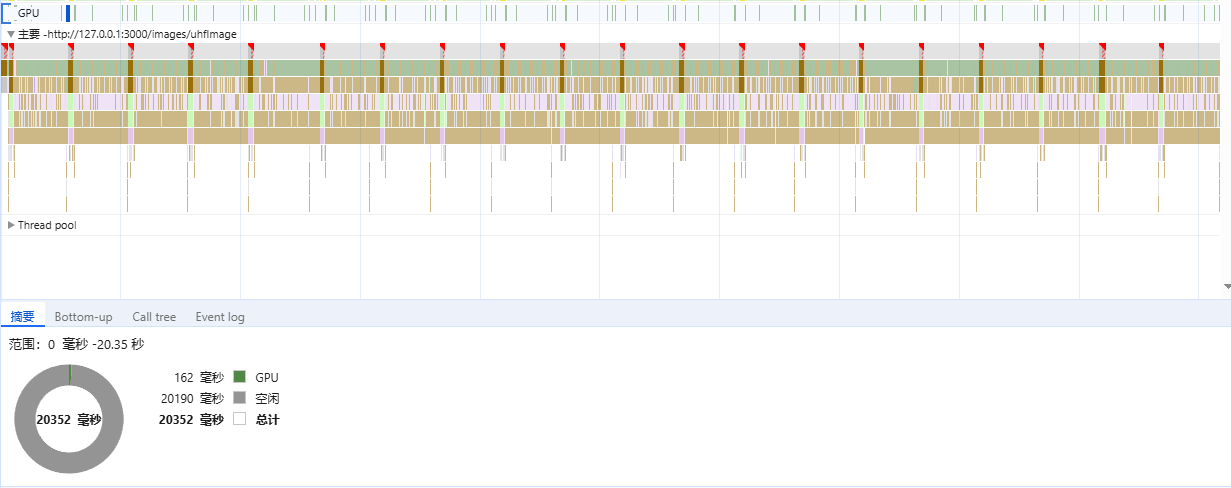 GPU
主要 -http://127.0.0.1:3000/images/uhfImage
Thread pool
摘要 Bottom-up Call tree Event log
范围：0 毫秒 -20.35 秒
162 毫秒 GPU
20190 毫秒 空闲
20352 毫秒 20352 毫秒 总计